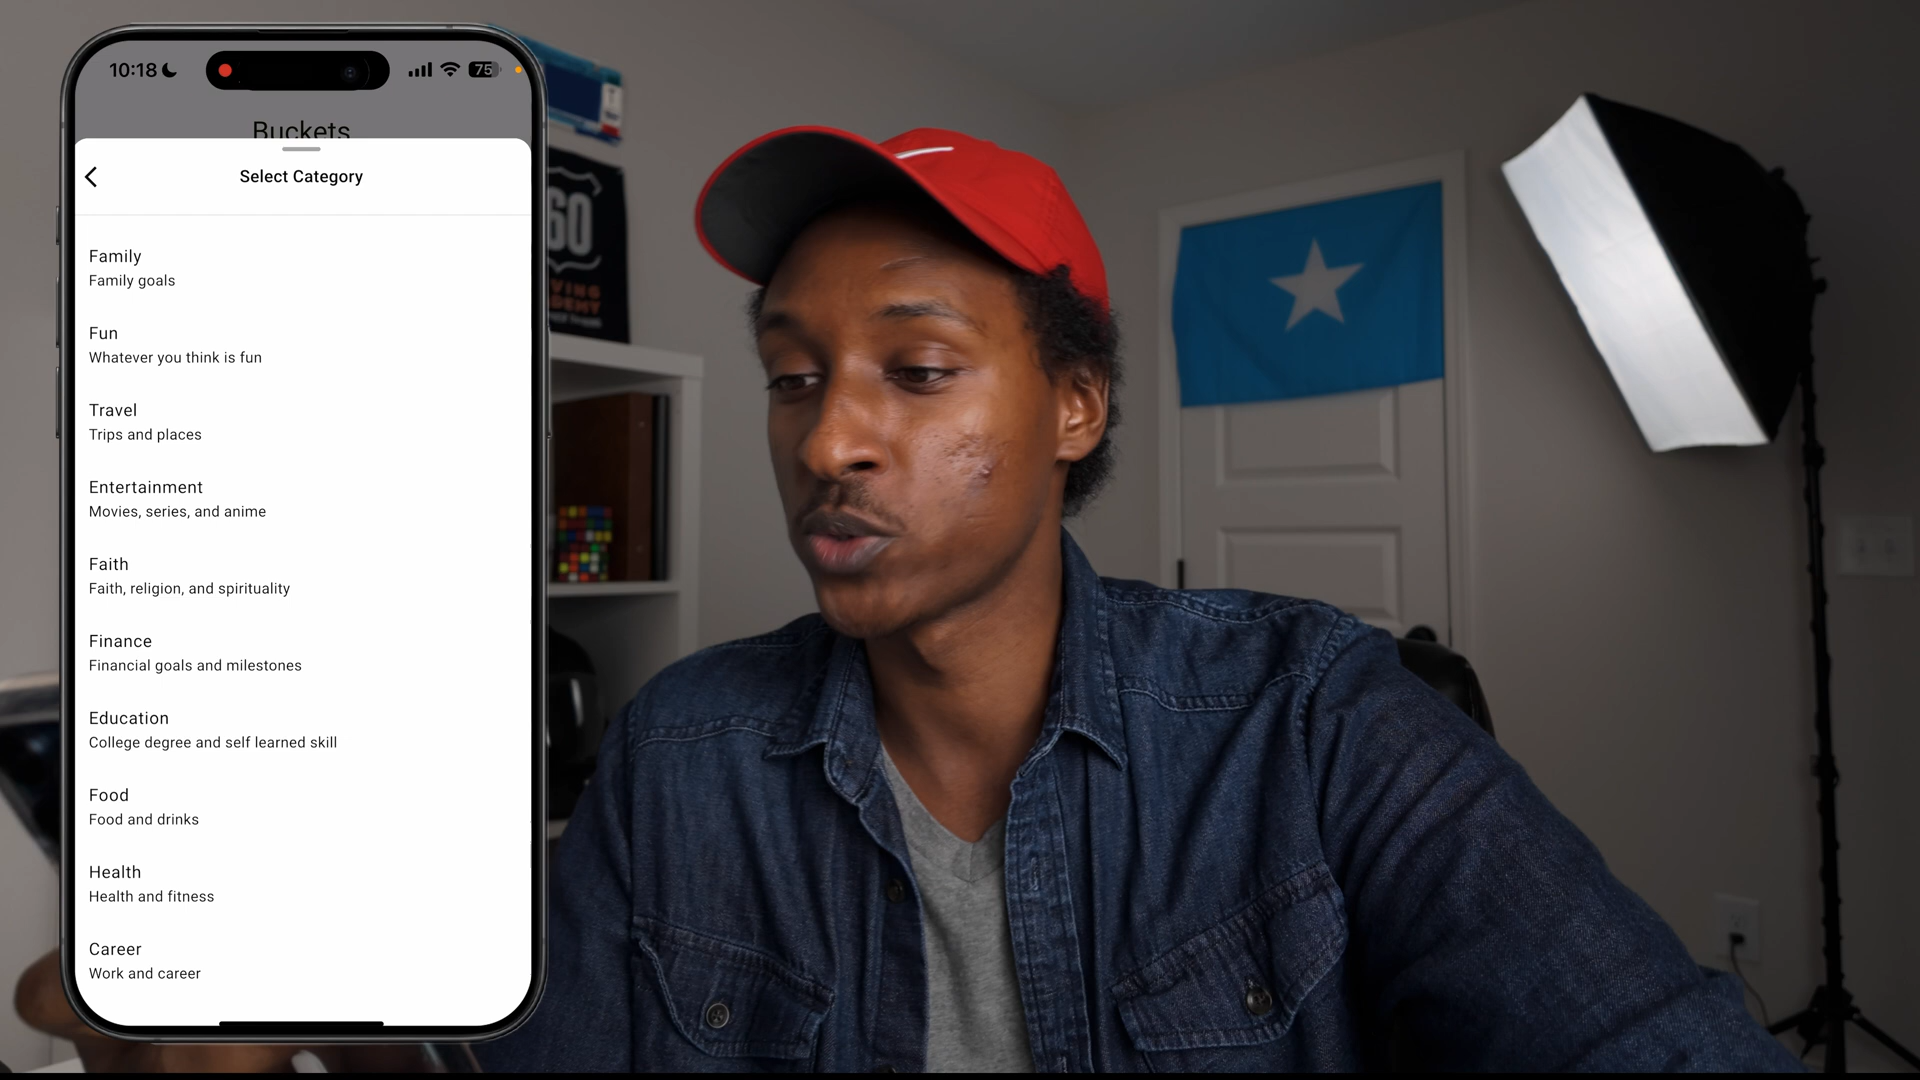 10:18
75
Buckets
Select Category
Family
Family goals
Fun
Whatever you think is fun
Travel
Trips and places
Entertainment
Movies, series, and anime
Faith
Faith, religion, and spirituality
Finance
Financial goals and milestones
Education
College degree and self learned skill
Food
Food and drinks
Health
Health and fitness
Career
Work and career
60